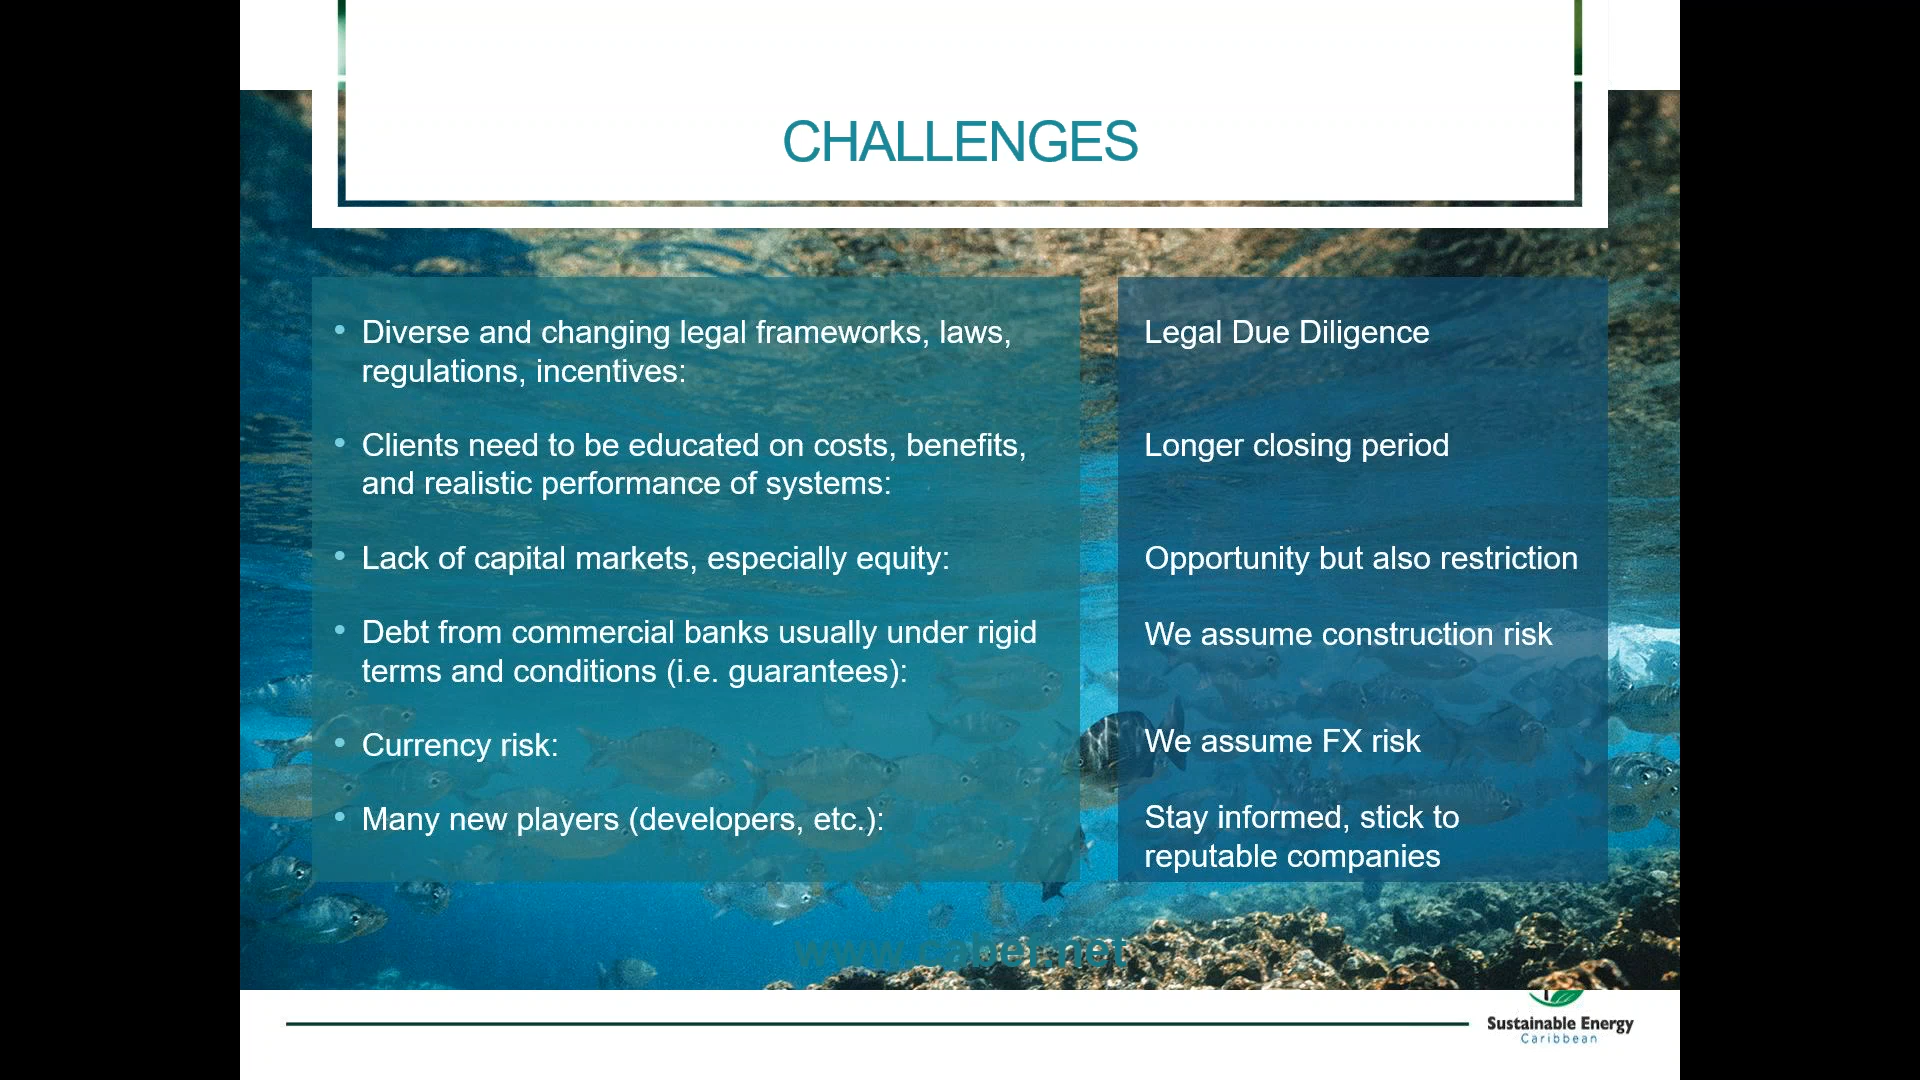 CHALLENGES
• Diverse and changing legal frameworks, laws,
regulations, incentives:
Legal Due Diligence
• Clients need to be educated on costs, benefits,
and realistic performance of systems:
Longer closing period
• Lack of capital markets, especially equity:
Opportunity but also restriction
• Debt from commercial banks usually under rigid
terms and conditions (i.e. guarantees):
We assume construction risk
• Currency risk:
We assume FX risk
• Many new players (developers, etc.):
Stay informed, stick to
reputable companies
www.caber.net
Sustainable Energy
Caribbean